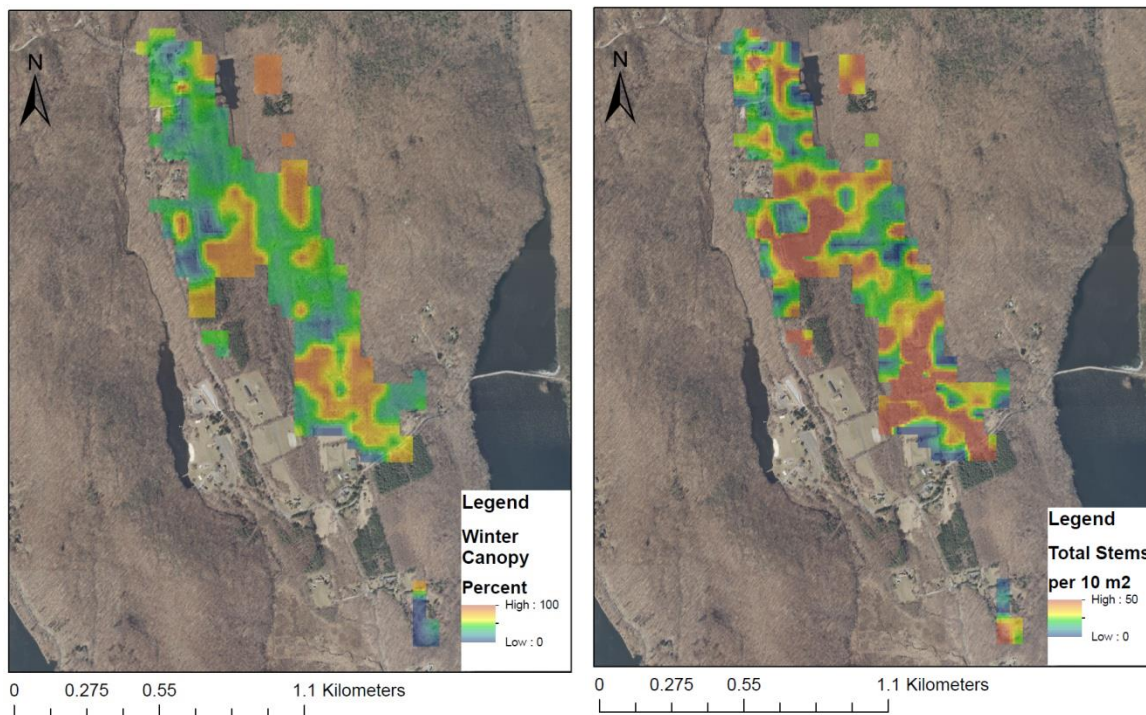 N
Legend
Winter
Canopy
Percent
High : 100
Low : 0
0 0.275 0.55 1.1 Kilometers
N
Legend
Total Stems
per 10 m2
High : 50
Low : 0
0 0.275 0.55 1.1 Kilometers